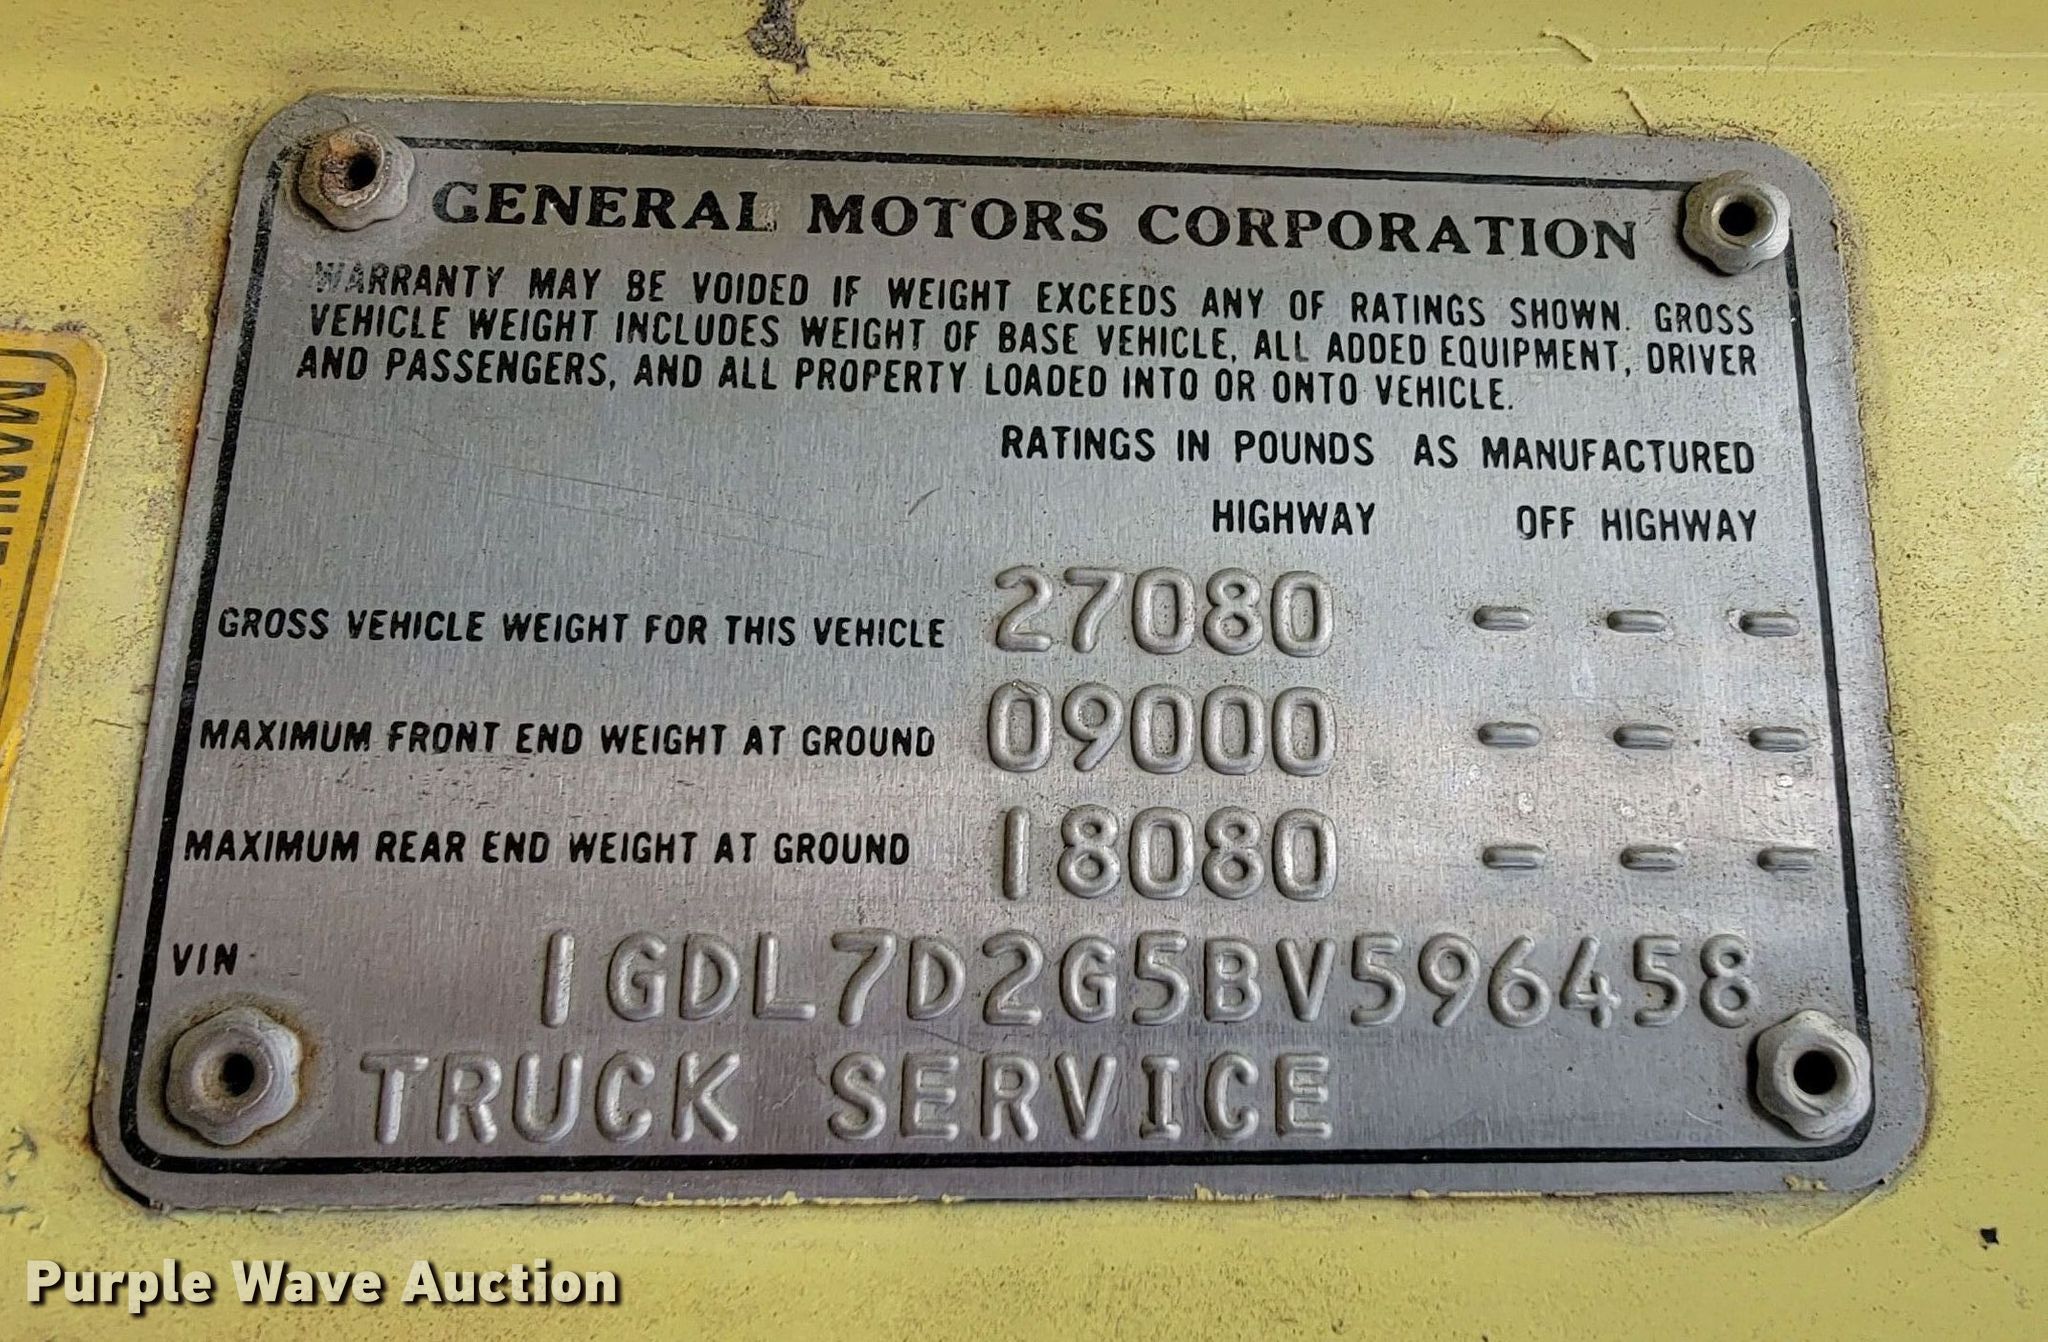 GENERAL MOTORS CORPORATION
WARRANTY MAY BE VOIDED IF WEIGHT EXCEEDS ANY OF RATINGS SHOWN. GROSS
VEHICLE WEIGHT INCLUDES WEIGHT OF BASE VEHICLE, ALL ADDED EQUIPMENT, DRIVER
AND PASSENGERS, AND ALL PROPERTY LOADED INTO OR ONTO VEHICLE.
RATINGS IN POUNDS AS MANUFACTURED
HIGHWAY OFF HIGHWAY
GROSS VEHICLE WEIGHT FOR THIS VEHICLE 27080 - - -
MAXIMUM FRONT END WEIGHT AT GROUND 09000 - - -
MAXIMUM REAR END WEIGHT AT GROUND 18080 - - -
VIN 1GDL7D2G5BV596458
TRUCK SERVICE
Purple Wave Auction